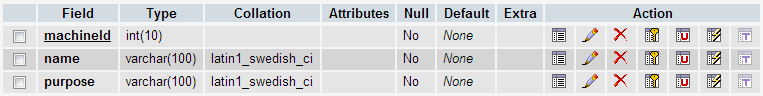 Field Type Collation Attributes Null Default Extra Action
machineId int(10) No None
name varchar(100) latin1_swedish_ci No None
purpose varchar(100) latin1_swedish_ci No None